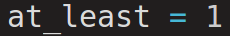 at_least = 1